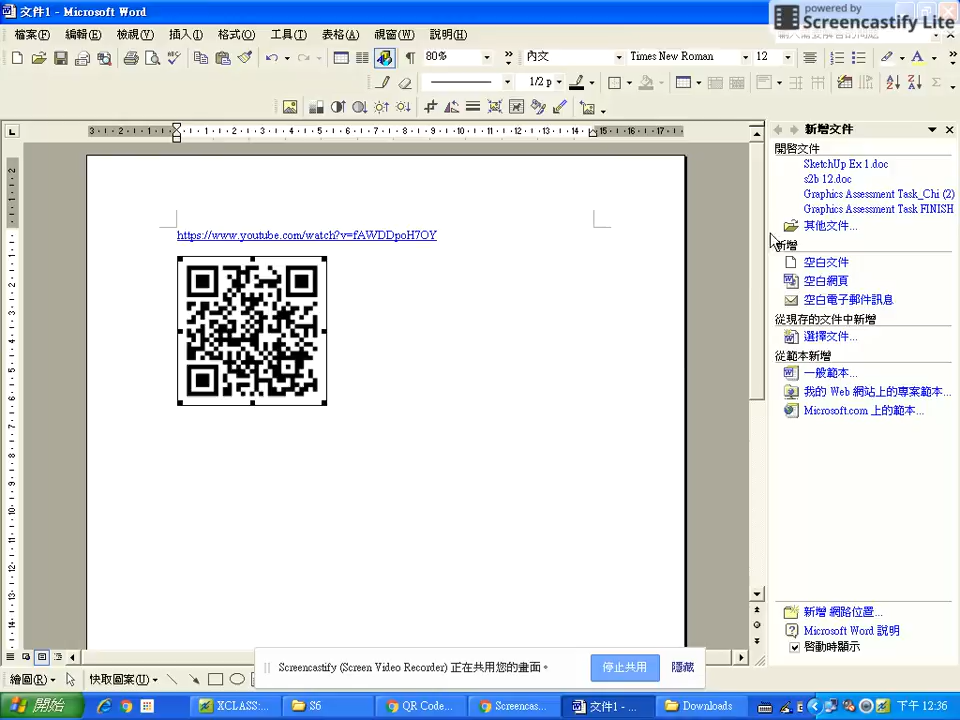 文件1 - Microsoft Word
powered by
Screencastify Lite
檔案(F) 編輯(E) 檢視(V) 插入(I) 格式(O) 工具(T) 表格(A) 視窗(W) 說明(H)
80% 內文 Times New Roman 12
1/2 p
新增文件
開啓文件
SketchUp Ex 1.doc
s2b 12.doc
Graphics Assessment Task_Chi (2)
Graphics Assessment Task FINISH
其他文件...
新增
空白文件
空白網頁
空白電子郵件訊息
從現存的文件中新增
選擇文件...
從範本新增
一般範本...
我的 Web 網站上的專案範本...
Microsoft.com 上的範本...
https://www.youtube.com/watch?v=fAWDDpoH7OY
新增 網路位置...
Microsoft Word 說明
啓動時顯示
Screencastify (Screen Video Recorder) 正在共用您的畫面。
停止共用 隱藏
繪圖(R) 快取圖案(U)
開始 XCLASS:... S6 QR Code... Screencas... 文件1 - ... Downloads 下午 12:36